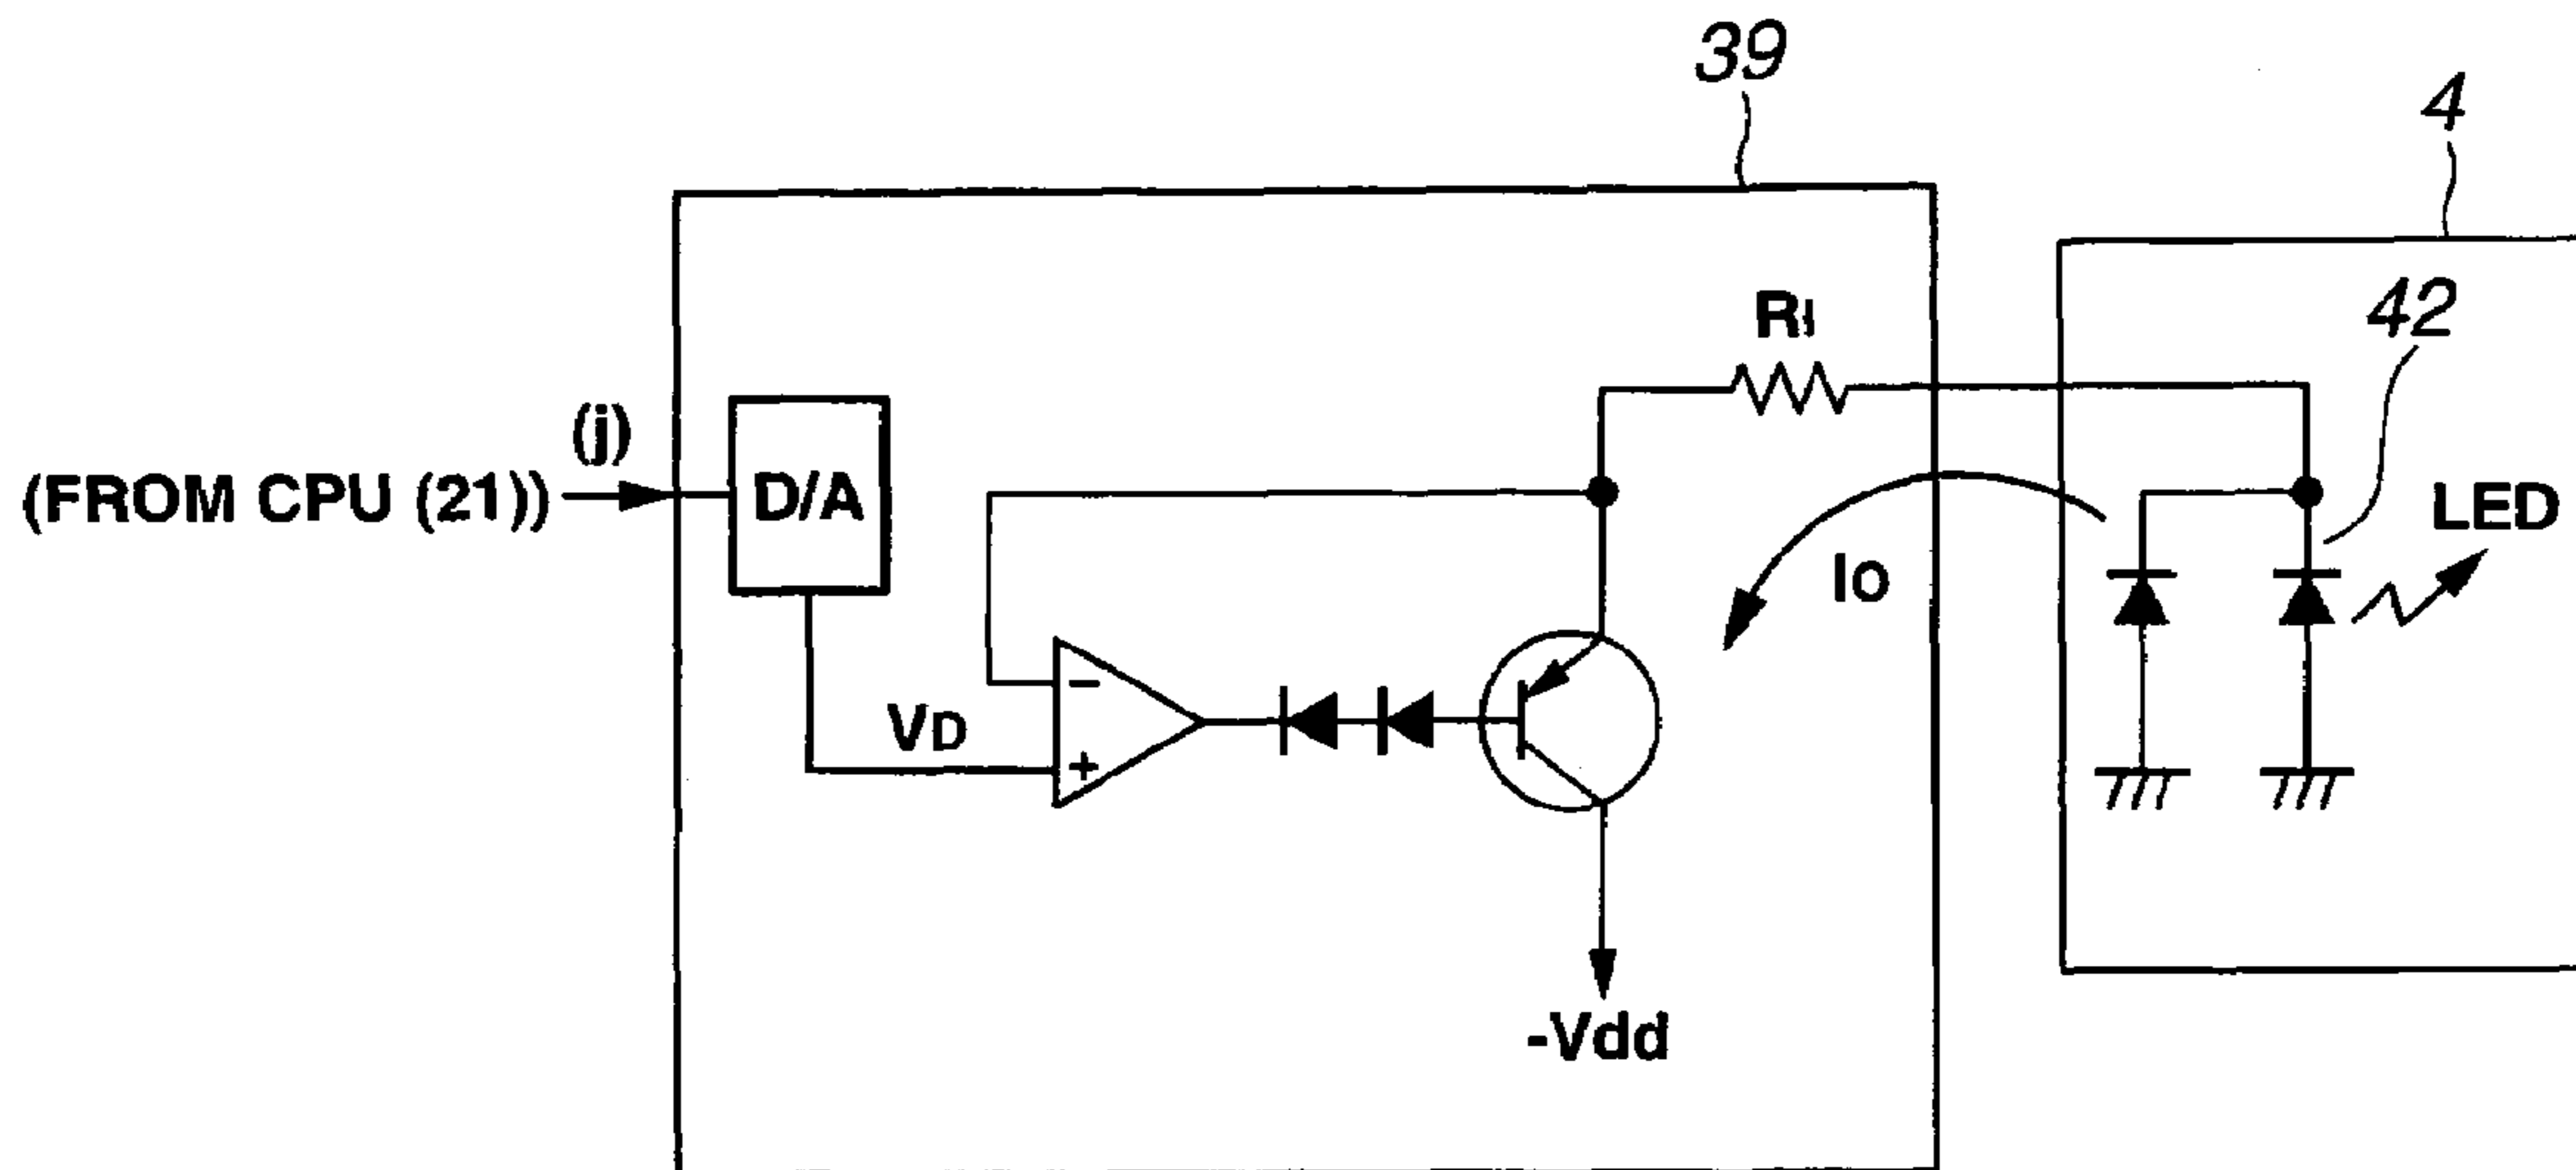 39
4
42
RI
(j)
(FROM CPU (21))
D/A
LED
IO
VD
−
+
-Vdd